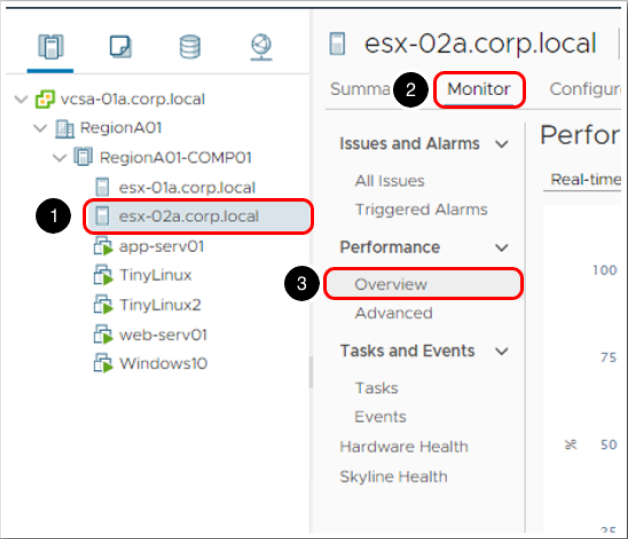 esx-02a.corp.local
Summa
2
Monitor
Configur
vcsa-01a.corp.local
RegionA01
RegionA01-COMP01
esx-01a.corp.local
1
esx-02a.corp.local
app-serv01
TinyLinux
TinyLinux2
web-serv01
Windows10
Issues and Alarms
All Issues
Triggered Alarms
Performance
3
Overview
Advanced
Tasks and Events
Tasks
Events
Hardware Health
Skyline Health
Perfor
Real-time
100
75
%
50
25